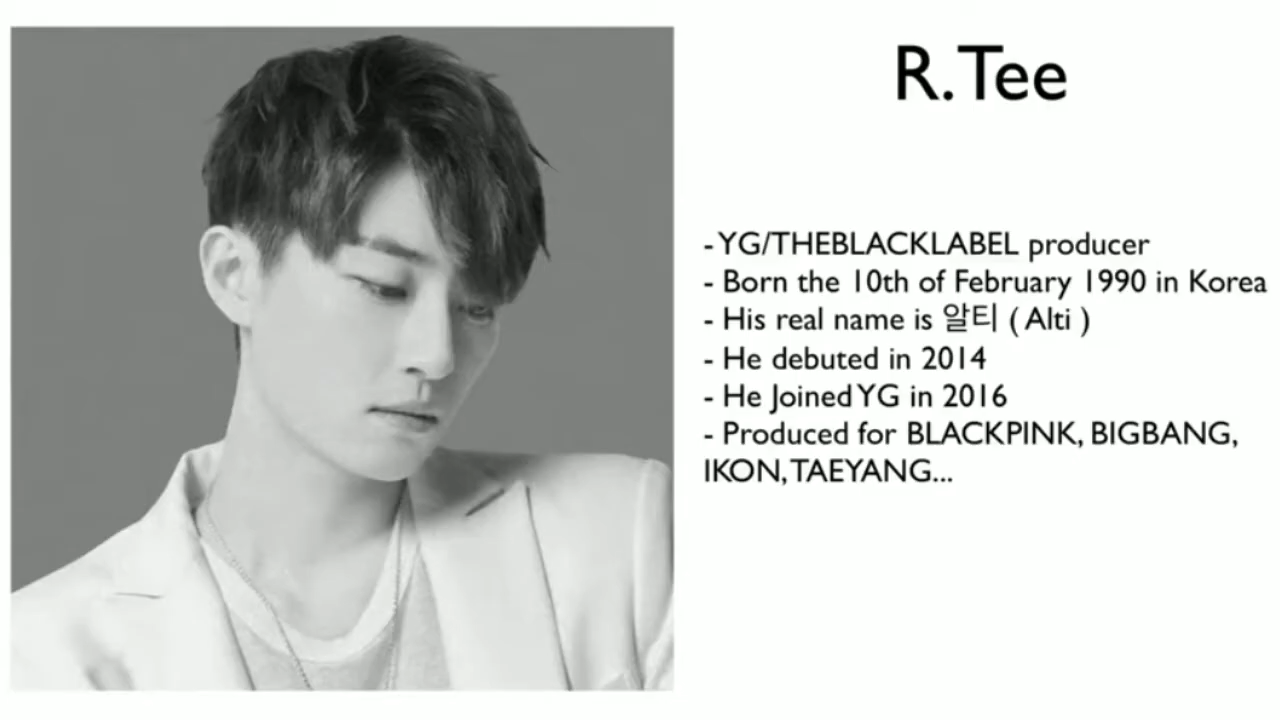 R.Tee
- YG/THEBLACKLABEL producer
- Born the 10th of February 1990 in Korea
- His real name is 알티 ( Alti )
- He debuted in 2014
- He Joined YG in 2016
- Produced for BLACKPINK, BIGBANG,
IKON, TAEYANG...